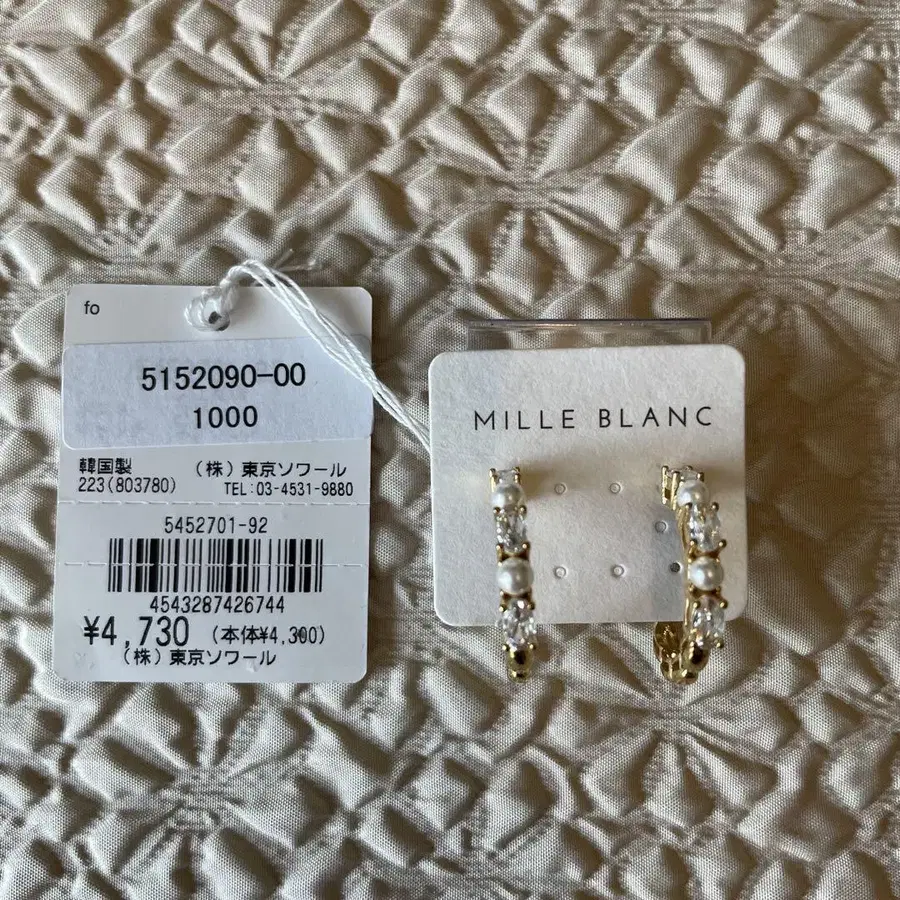 fo
5152090-00
1000
韓国製 (株)東京ソワール
223(803780) TEL:03-4531-9880
5452701-92
4543287426744
¥4,730 (本体¥4,300)
(株)東京ソワール
MILLE BLANC